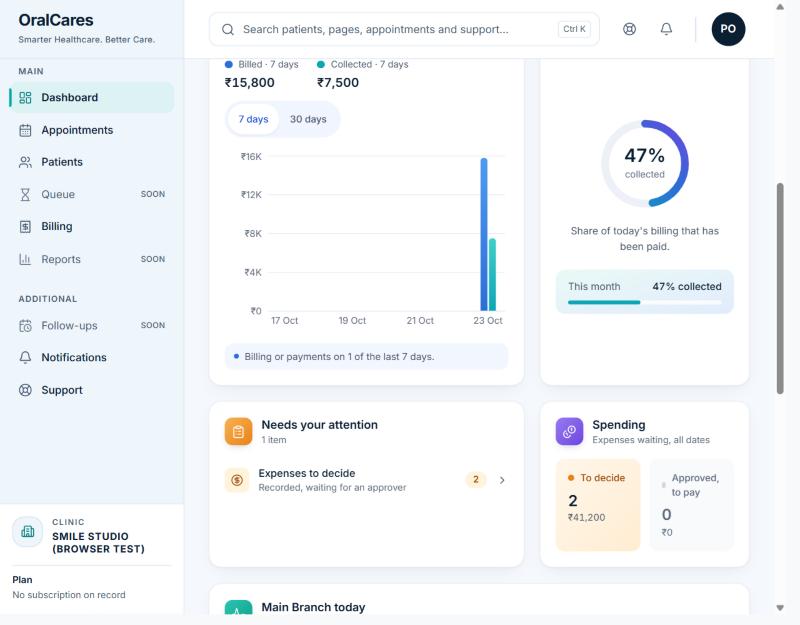 OralCares
Smarter Healthcare. Better Care.
MAIN
Dashboard
Appointments
Patients
Queue SOON
Billing
Reports SOON
ADDITIONAL
Follow-ups SOON
Notifications
Support
CLINIC
SMILE STUDIO
(BROWSER TEST)
Plan
No subscription on record
Search patients, pages, appointments and support... Ctrl K
PO
Billed · 7 days Collected · 7 days
₹15,800 ₹7,500
7 days 30 days
₹16K
₹12K
₹8K
₹4K
₹0
17 Oct 19 Oct 21 Oct 23 Oct
Billing or payments on 1 of the last 7 days.
47%
collected
Share of today's billing that has
been paid.
This month 47% collected
Needs your attention
1 item
Expenses to decide
Recorded, waiting for an approver
2
Spending
Expenses waiting, all dates
To decide
2
₹41,200
Approved,
to pay
0
₹0
Main Branch today